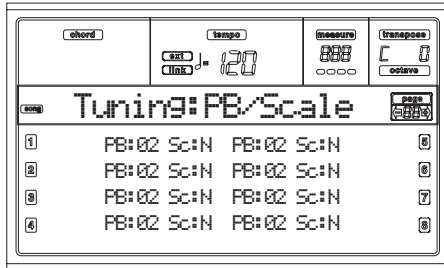 chord tempo measure transpose
ext link ♩= 120 888 C 0
octave
song Tuning:PB/Scale page
1 PB:02 Sc:N PB:02 Sc:N 5
2 PB:02 Sc:N PB:02 Sc:N 6
3 PB:02 Sc:N PB:02 Sc:N 7
4 PB:02 Sc:N PB:02 Sc:N 8